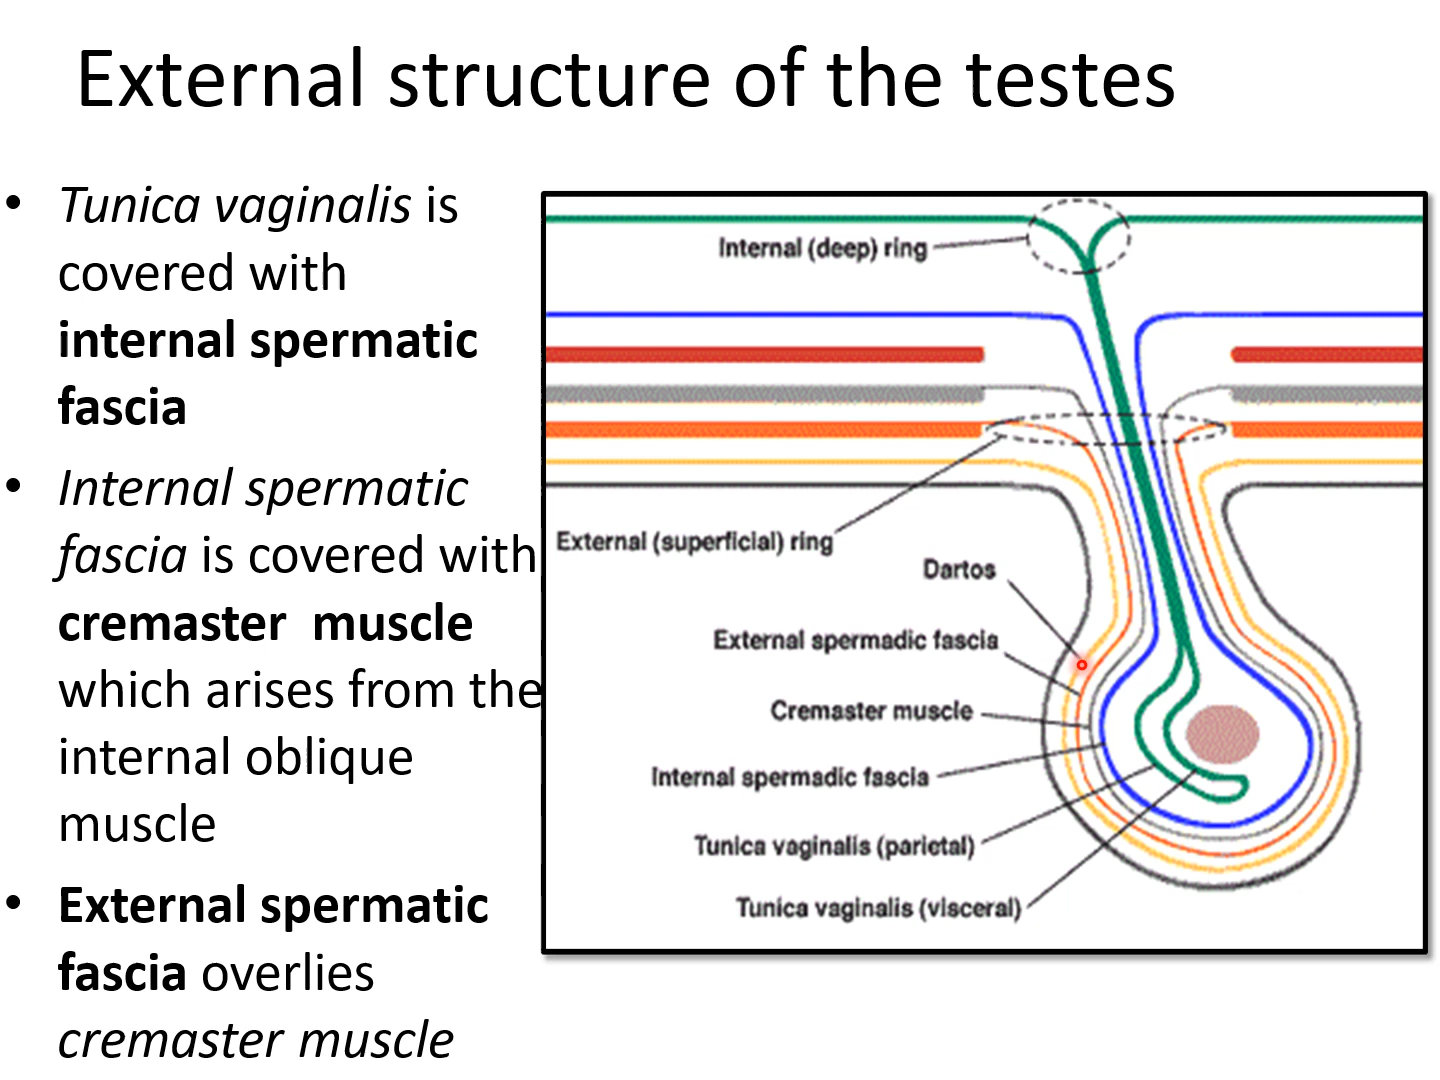 External structure of the testes
• Tunica vaginalis is
covered with
internal spermatic
fascia
• Internal spermatic
fascia is covered with
cremaster  muscle
which arises from the
internal oblique
muscle
• External spermatic
fascia overlies
cremaster muscle
Internal (deep) ring
External (superficial) ring
Dartos
External spermadic fascia
Cremaster muscle
Internal spermadic fascia
Tunica vaginalis (parietal)
Tunica vaginalis (visceral)